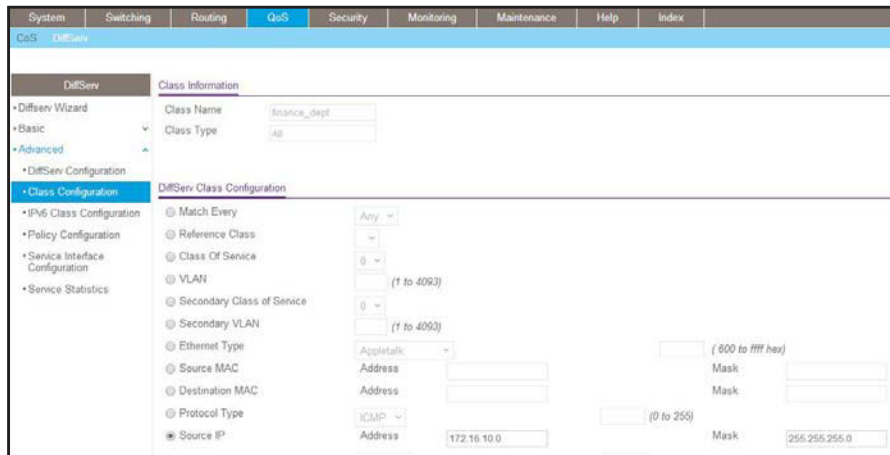 System Switching Routing QoS Security Monitoring Maintenance Help Index
CoS DiffServ
DiffServ
Diffserv Wizard
Basic
Advanced
DiffServ Configuration
Class Configuration
IPv6 Class Configuration
Policy Configuration
Service Interface
Configuration
Service Statistics
Class Information
Class Name finance_dept
Class Type All
DiffServ Class Configuration
Match Every Any
Reference Class
Class Of Service 0
VLAN (1 to 4093)
Secondary Class of Service 0
Secondary VLAN (1 to 4093)
Ethernet Type Appletalk ( 600 to ffff hex)
Source MAC Address Mask
Destination MAC Address Mask
Protocol Type ICMP (0 to 255)
Source IP Address 172.16.10.0 Mask 255.255.255.0